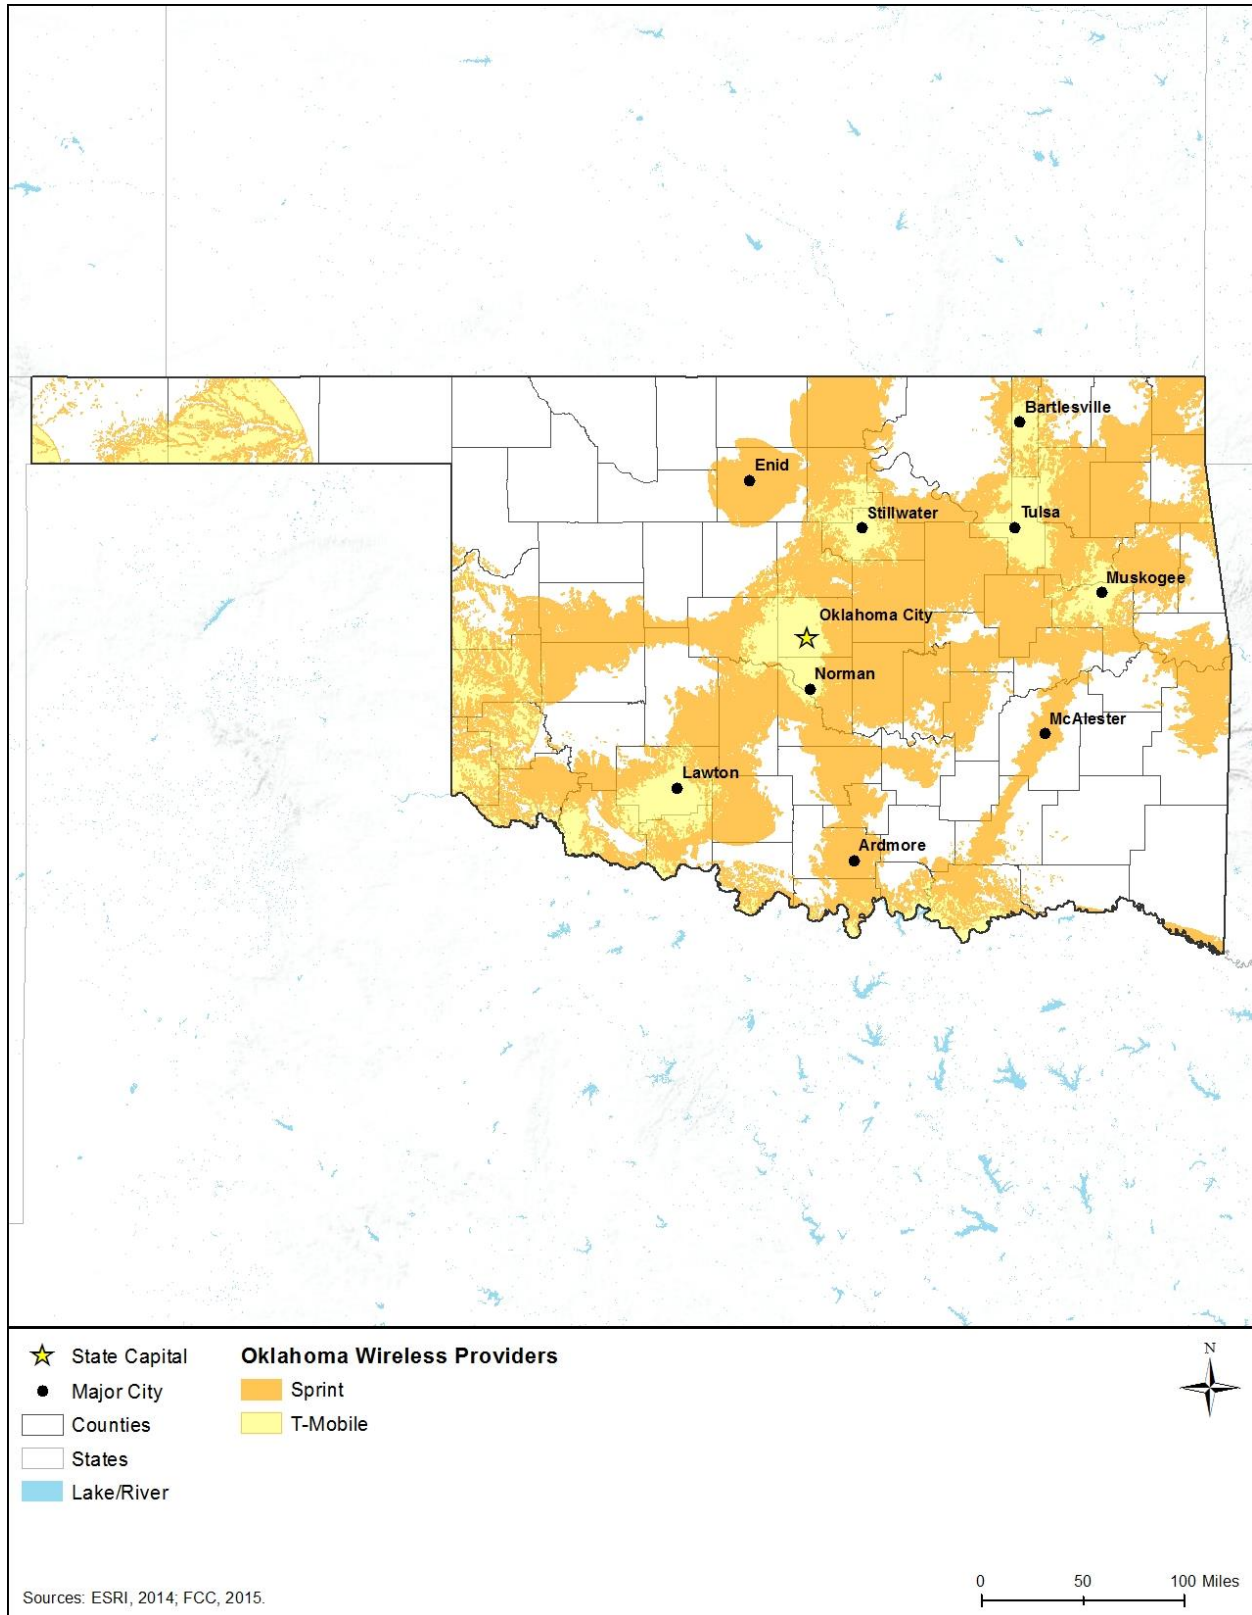 Bartlesville
Enid
Stillwater
Tulsa
Muskogee
Oklahoma City
Norman
McAlester
Lawton
Ardmore
State Capital
Major City
Counties
States
Lake/River
Oklahoma Wireless Providers
Sprint
T-Mobile
N
Sources: ESRI, 2014; FCC, 2015.
0 50 100 Miles